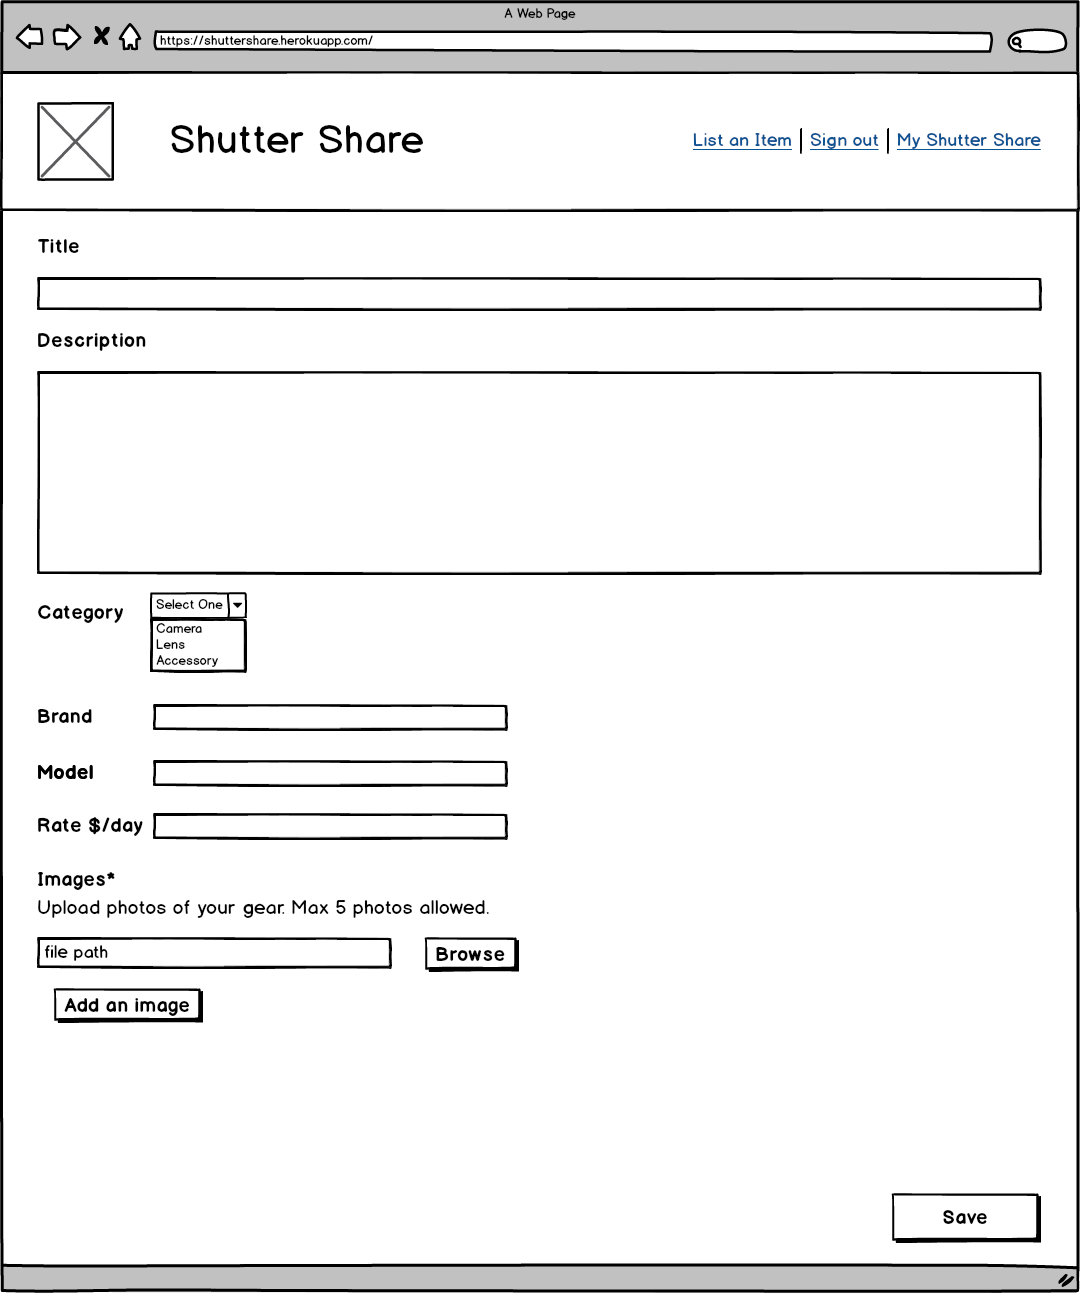 A Web Page
https://shuttershare.herokuapp.com/
Shutter Share
List an Item | Sign out | My Shutter Share
Title
Description
Category
Select One
Camera
Lens
Accessory
Brand
Model
Rate $/day
Images*
Upload photos of your gear. Max 5 photos allowed.
file path
Browse
Add an image
Save